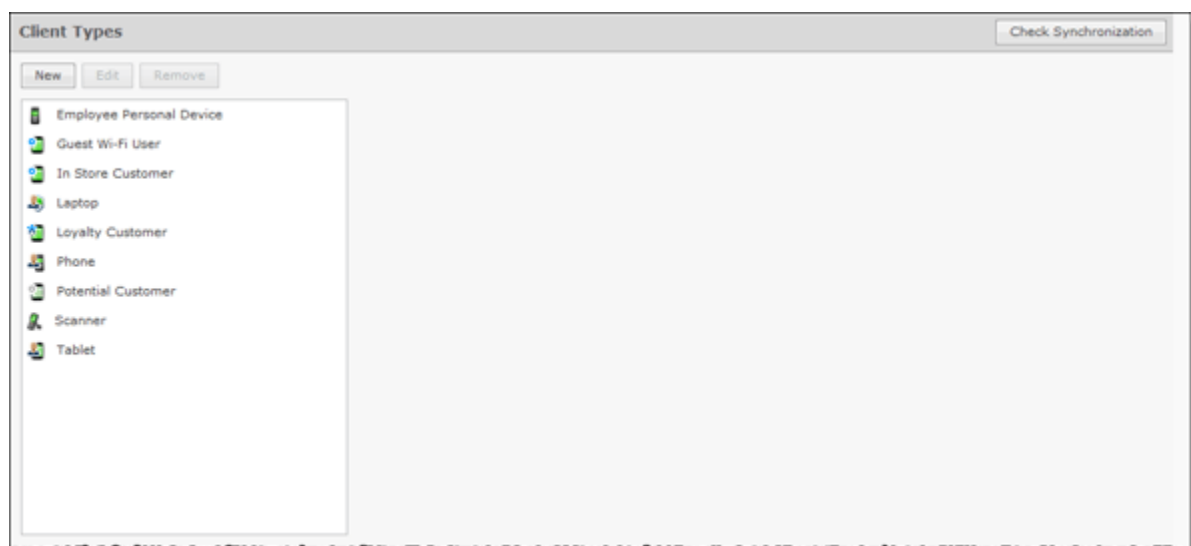 Client Types
Check Synchronization
New
Edit
Remove
Employee Personal Device
Guest Wi-Fi User
In Store Customer
Laptop
Loyalty Customer
Phone
Potential Customer
Scanner
Tablet